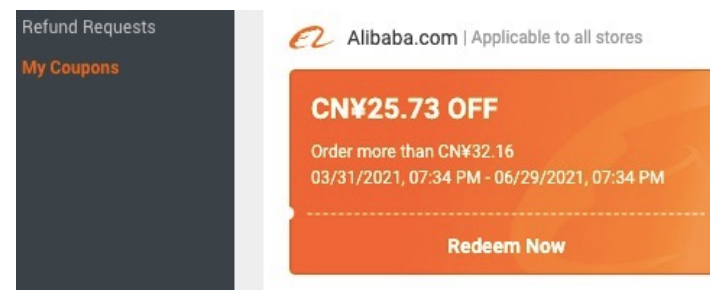 Refund Requests
My Coupons
Alibaba.com | Applicable to all stores
CN¥25.73 OFF
Order more than CN¥32.16
03/31/2021, 07:34 PM - 06/29/2021, 07:34 PM
Redeem Now